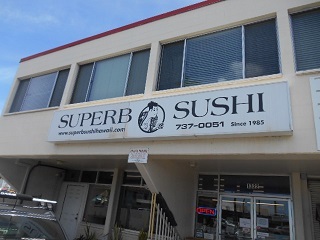 SUPERB SUSHI
www.superbsushihawaii.com
737-0051 Since 1985
OPEN